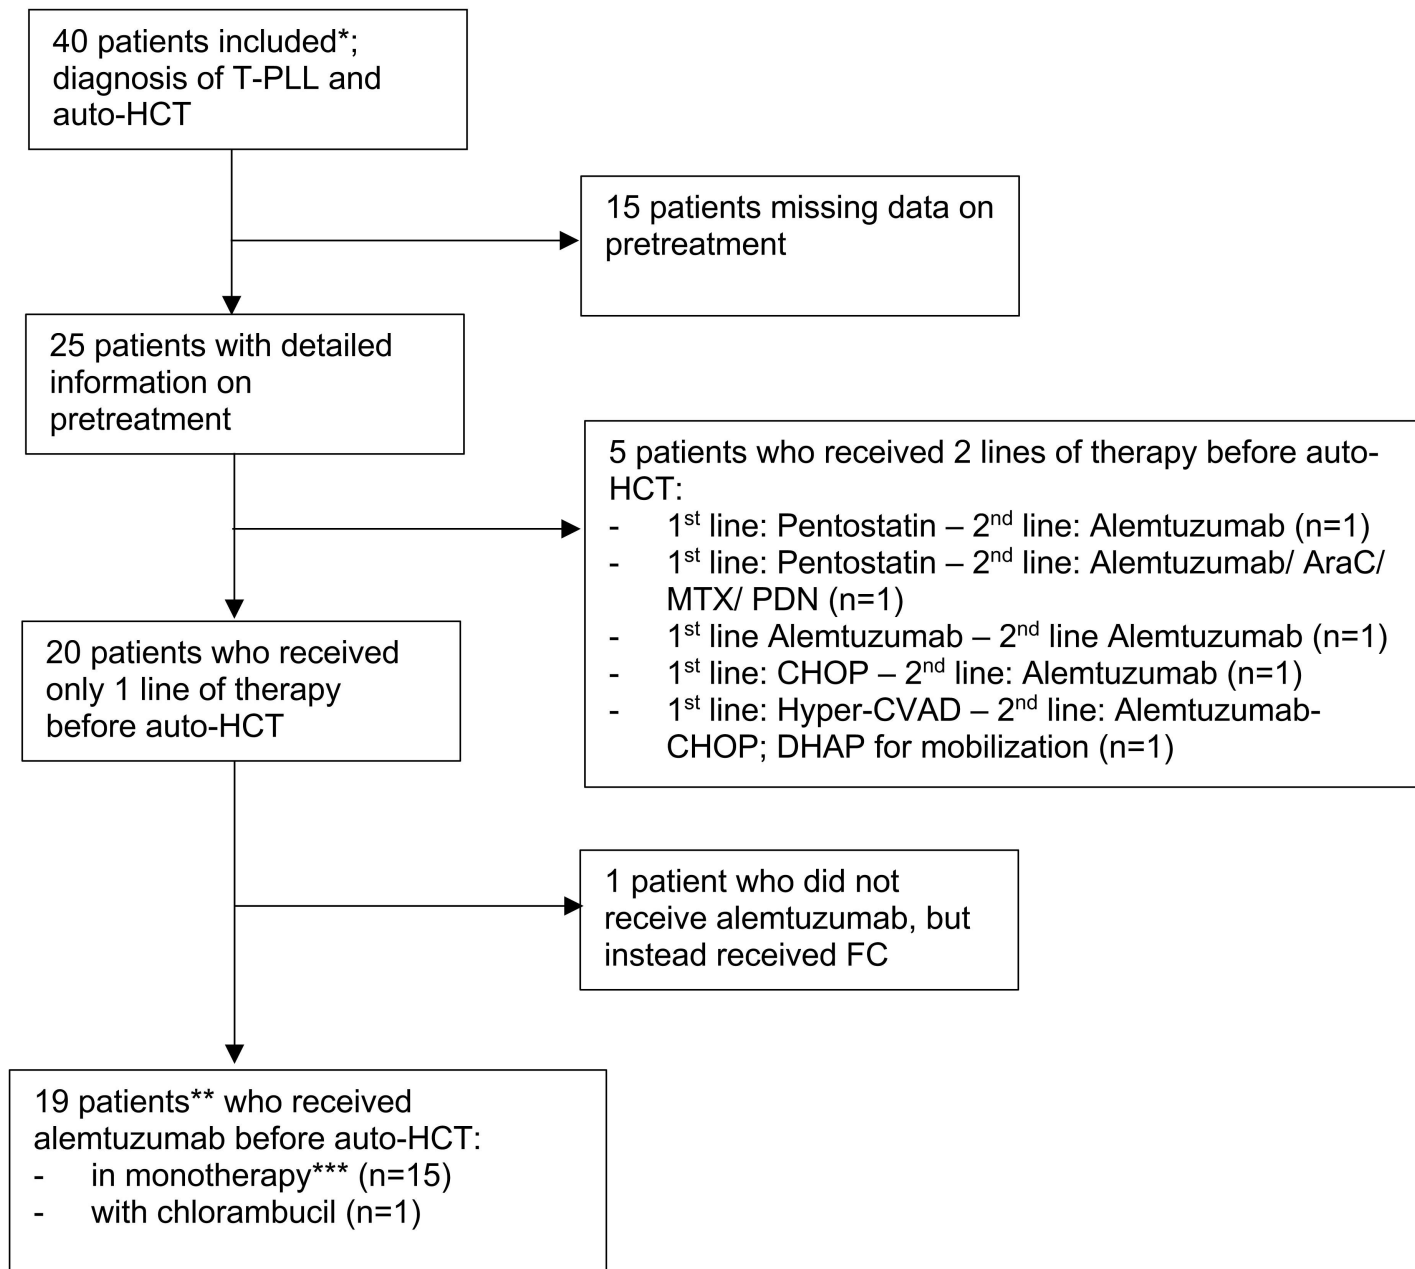 40 patients included*;
diagnosis of T-PLL and
auto-HCT
15 patients missing data on
pretreatment
25 patients with detailed
information on
pretreatment
5 patients who received 2 lines of therapy before auto-
HCT:
- 1st line: Pentostatin – 2nd line: Alemtuzumab (n=1)
- 1st line: Pentostatin – 2nd line: Alemtuzumab/ AraC/
MTX/ PDN (n=1)
- 1st line Alemtuzumab – 2nd line Alemtuzumab (n=1)
- 1st line: CHOP – 2nd line: Alemtuzumab (n=1)
- 1st line: Hyper-CVAD – 2nd line: Alemtuzumab-
CHOP; DHAP for mobilization (n=1)
20 patients who received
only 1 line of therapy
before auto-HCT
1 patient who did not
receive alemtuzumab, but
instead received FC
19 patients** who received
alemtuzumab before auto-HCT:
- in monotherapy*** (n=15)
- with chlorambucil (n=1)